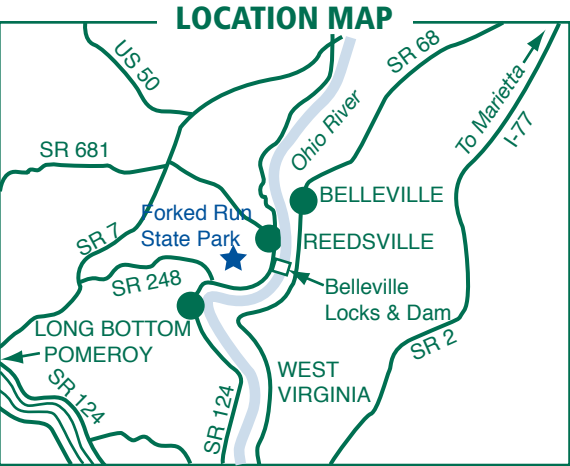 LOCATION MAP
US 50
SR 68
To Marietta
I-77
Ohio River
SR 681
BELLEVILLE
Forked Run
State Park
SR 7
REEDSVILLE
SR 248
Belleville
Locks & Dam
LONG BOTTOM
POMEROY
SR 2
WEST
VIRGINIA
SR 124
SR 124